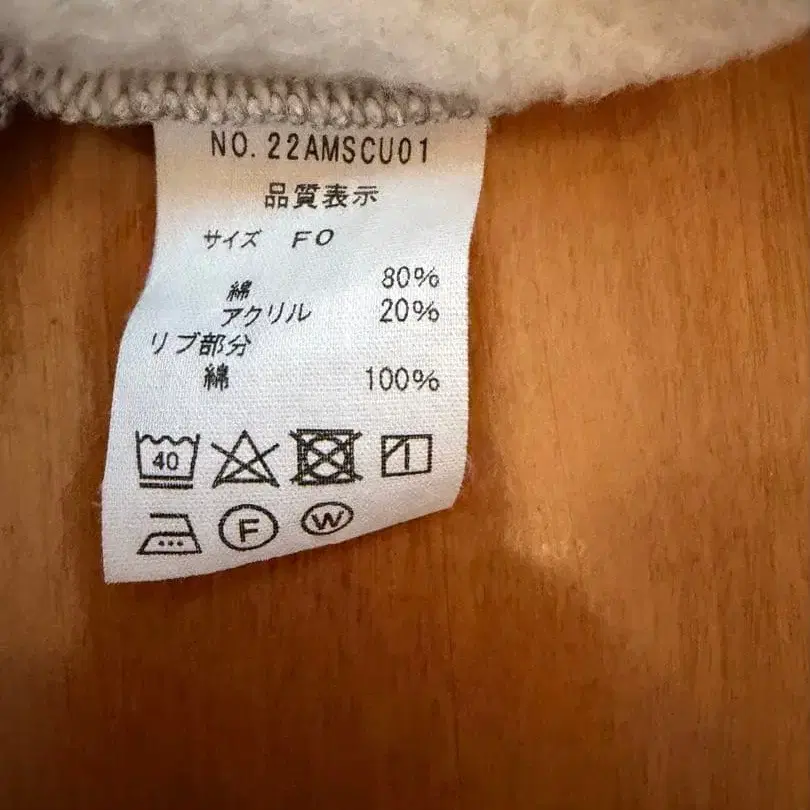 NO. 22AMSCU01
品質表示
サイズ FO
綿 80%
アクリル 20%
リブ部分
綿 100%
40
F W